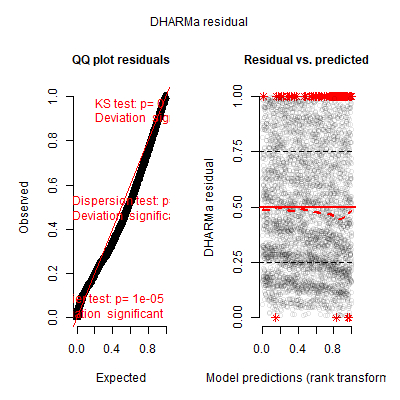 DHARMa residual
QQ plot residuals
KS test: p=
Deviation
Dispersion test: p
Deviation significa
test: p= 1e-05
significant
Observed
0.0 0.2 0.4 0.6 0.8 1.0
0.0 0.4 0.8
Expected
Residual vs. predicted
DHARMa residual
0.00 0.25 0.50 0.75 1.00
0.0 0.4 0.8
Model predictions (rank transform